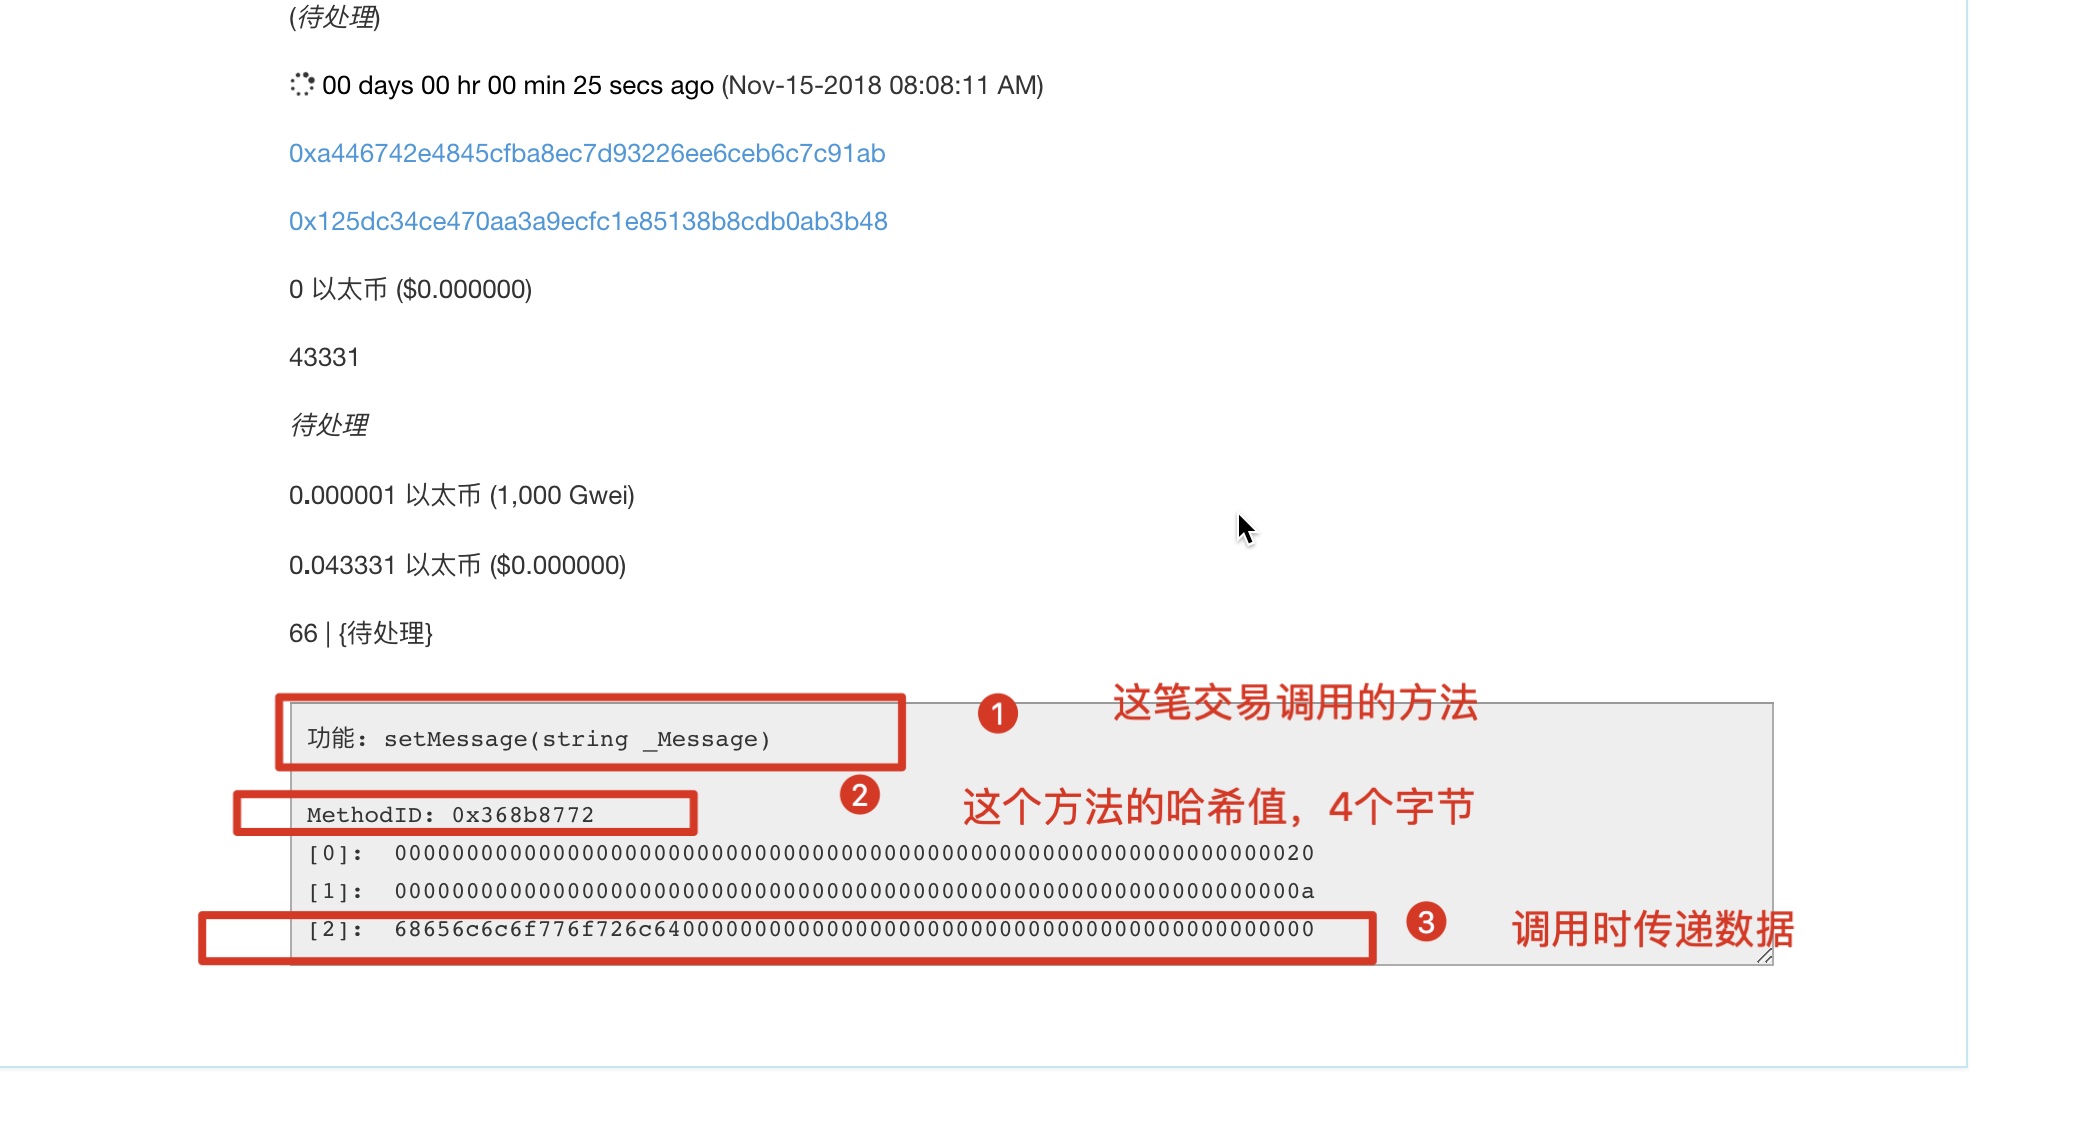 (待处理)
00 days 00 hr 00 min 25 secs ago (Nov-15-2018 08:08:11 AM)
0xa446742e4845cfba8ec7d93226ee6ceb6c7c91ab
0x125dc34ce470aa3a9ecfc1e85138b8cdb0ab3b48
0 以太币 ($0.000000)
43331
待处理
0.000001 以太币 (1,000 Gwei)
0.043331 以太币 ($0.000000)
66 | {待处理}
1 这笔交易调用的方法
功能: setMessage(string _Message)
2 这个方法的哈希值，4个字节
MethodID: 0x368b8772
[0]: 0000000000000000000000000000000000000000000000000000000000000020
[1]: 000000000000000000000000000000000000000000000000000000000000000a
[2]: 68656c6c6f776f726c6400000000000000000000000000000000000000000000
3 调用时传递数据